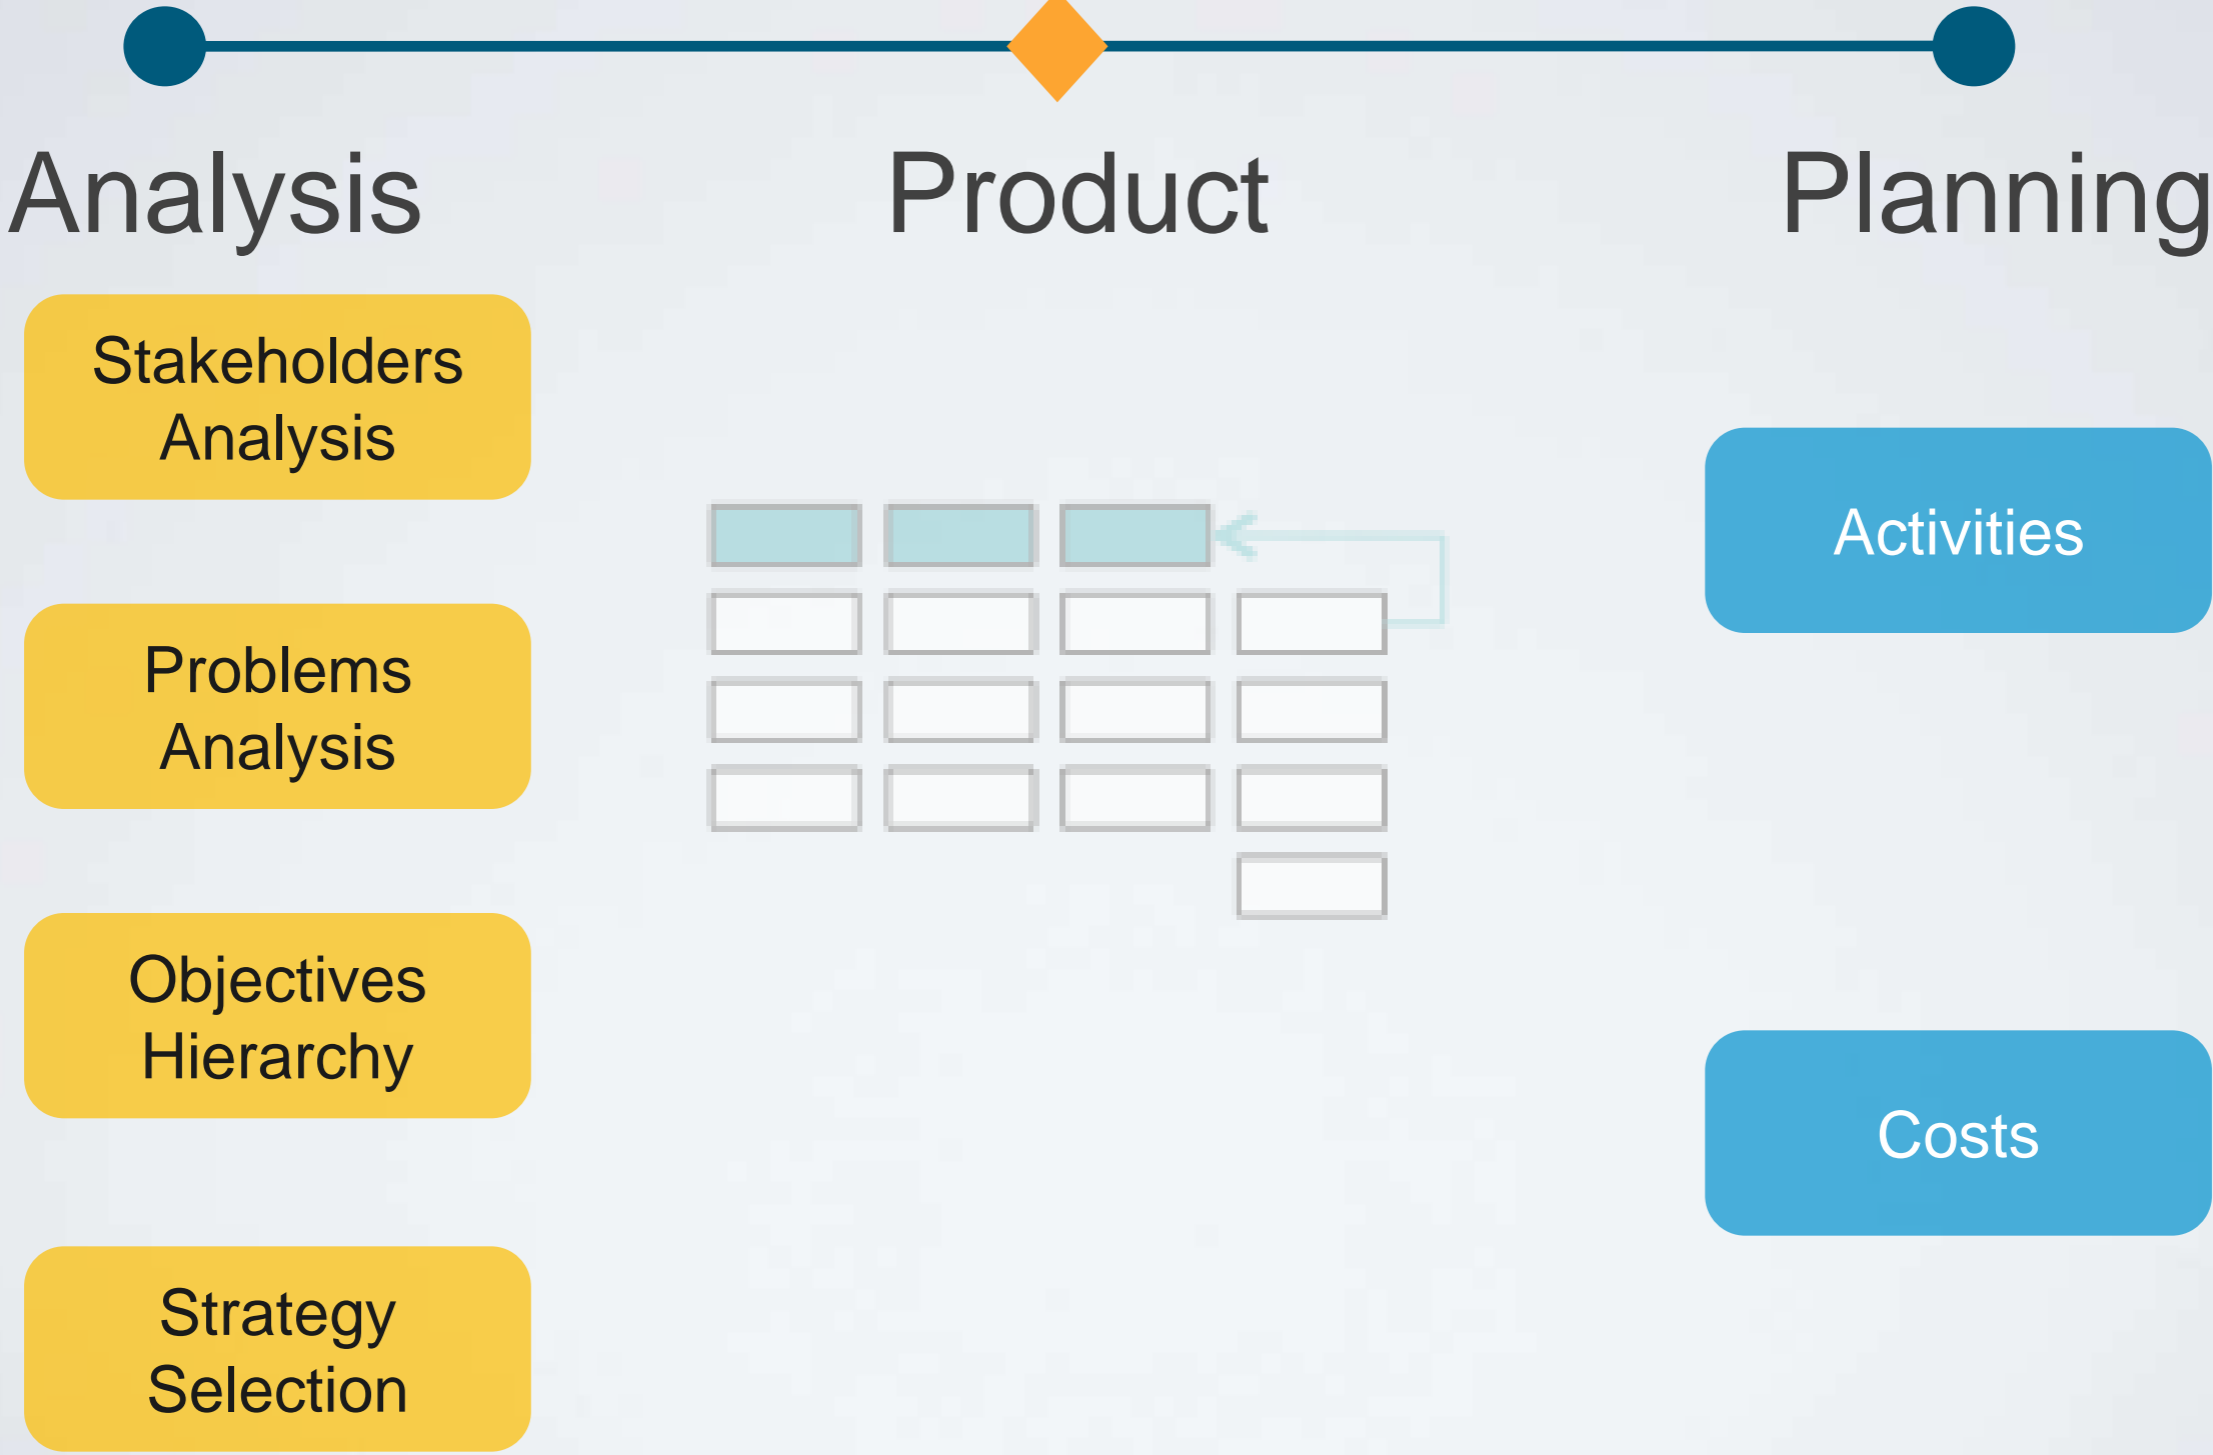 Analysis
Product
Planning
Stakeholders
Analysis
Problems
Analysis
Objectives
Hierarchy
Strategy
Selection
Activities
Costs